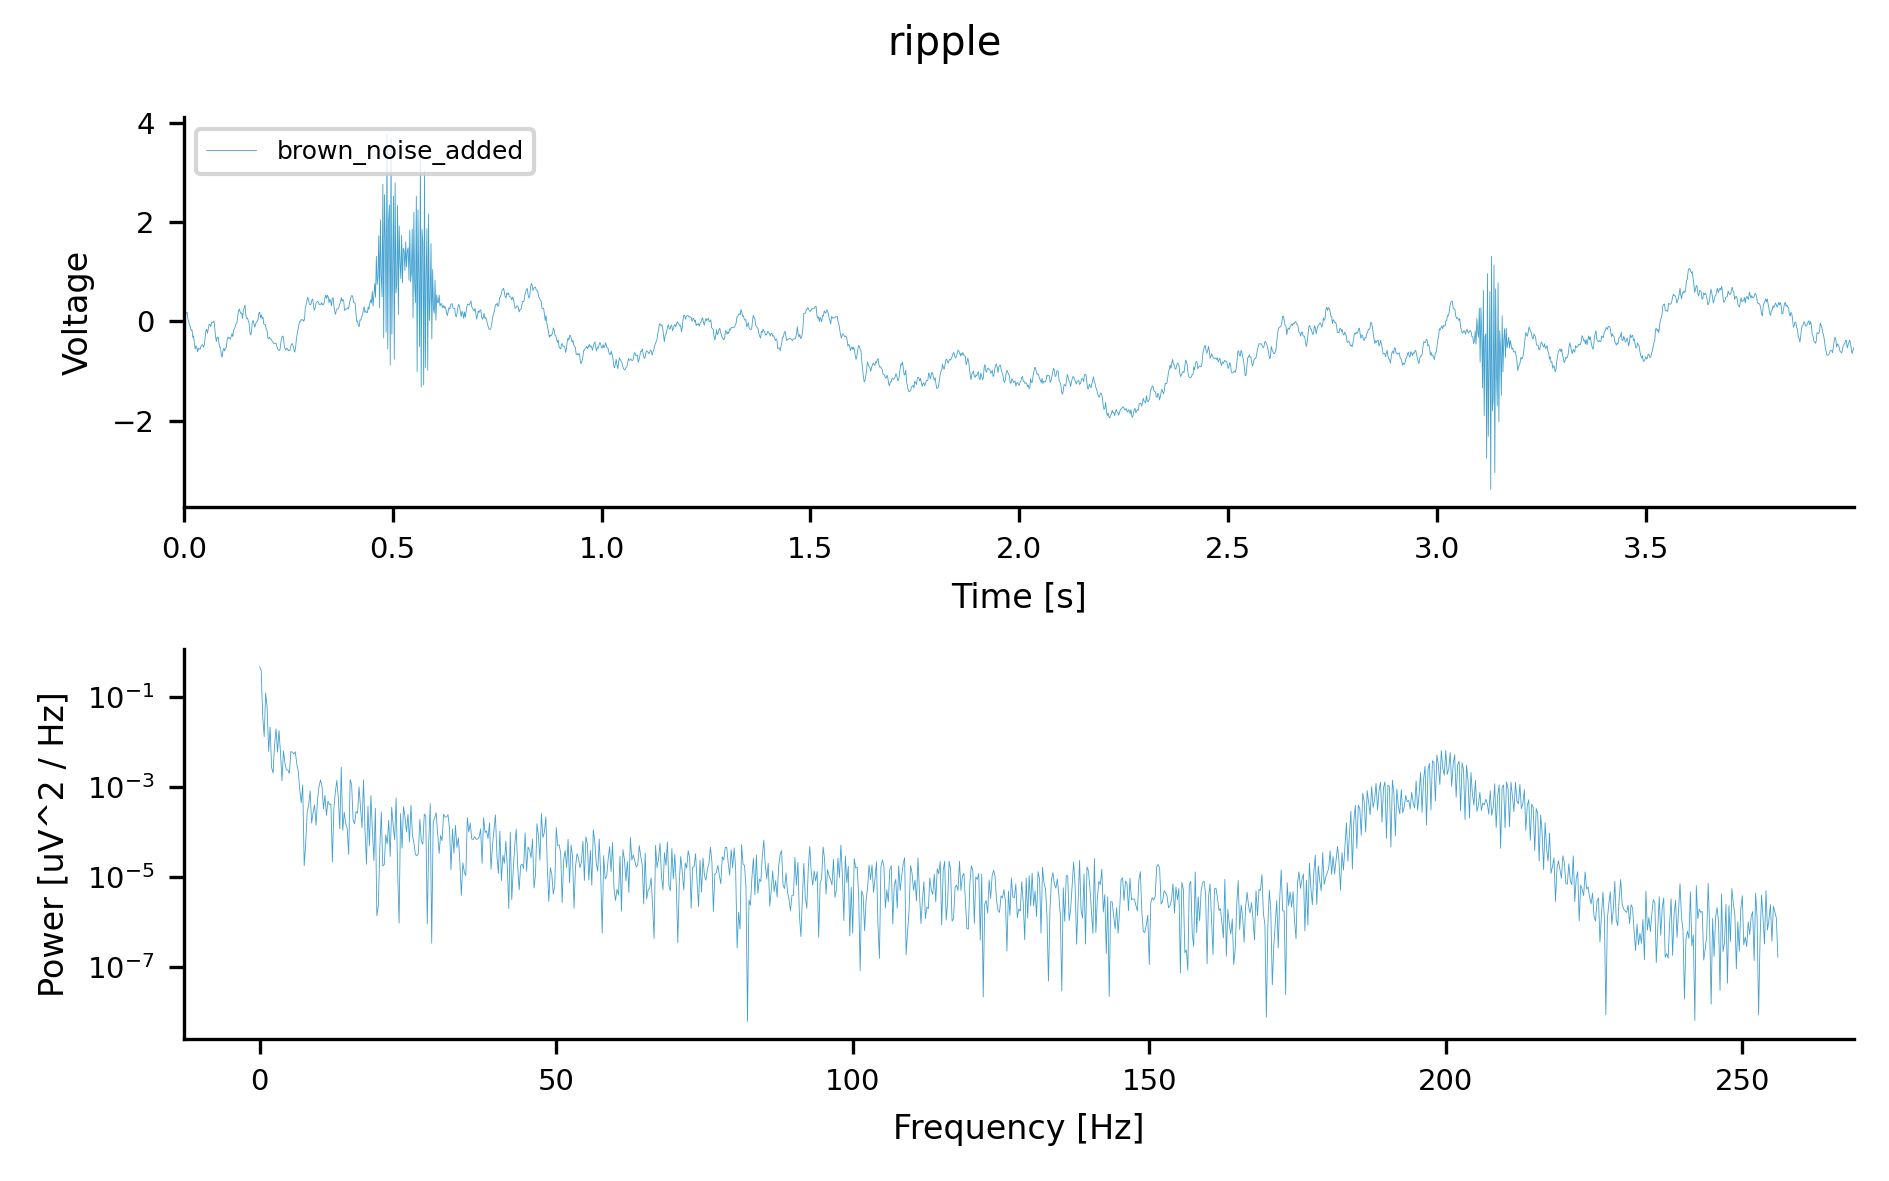 ripple
4
2
0
−2
Voltage
brown_noise_added
0.0 0.5 1.0 1.5 2.0 2.5 3.0 3.5
Time [s]
10⁻¹
10⁻³
10⁻⁵
10⁻⁷
Power [uV^2 / Hz]
0 50 100 150 200 250
Frequency [Hz]